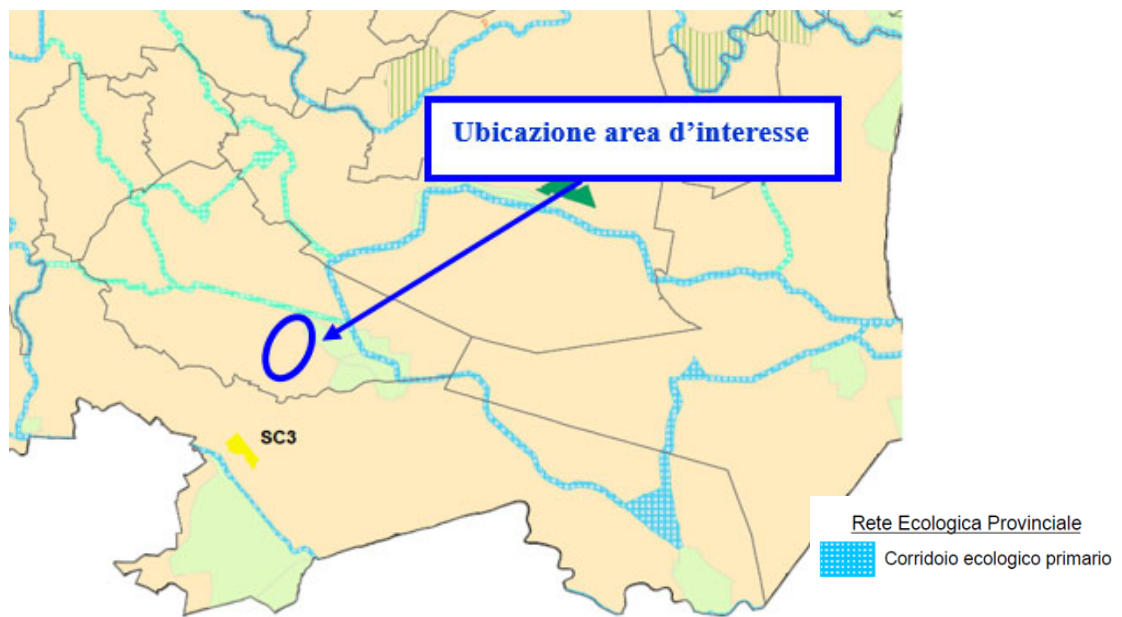 Ubicazione area d'interesse
SC3
Rete Ecologica Provinciale
Corridoio ecologico primario